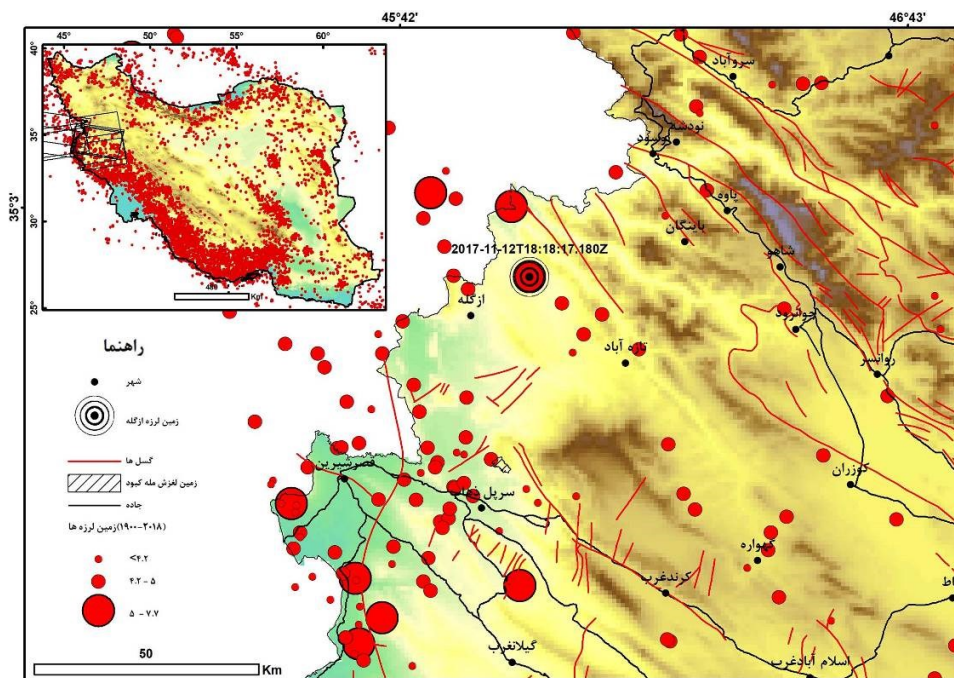 45°42'
46°43'
45°
50°
55°
60°
40°
35°
30°
25°
35°3'
Km
سروآباد
نودشه
پاوه
باینگان
شاهو
2017-11-12T18:18:17.180Z
ازگله
جوانرود
تازه آباد
روانسر
قصرشیرین
سرپل ذهاب
کوزران
گهواره
کرندغرب
گیلانغرب
اسلام آبادغرب
راهنما
شهر
زمین لرزه ازگله
گسل ها
زمین لغزش مله کبود
جاده
زمین لرزه ها(۱۹۰۰-۲۰۱۸)
<۴.۲
۴.۲ - ۵
۵ - ۷.۷
50
Km